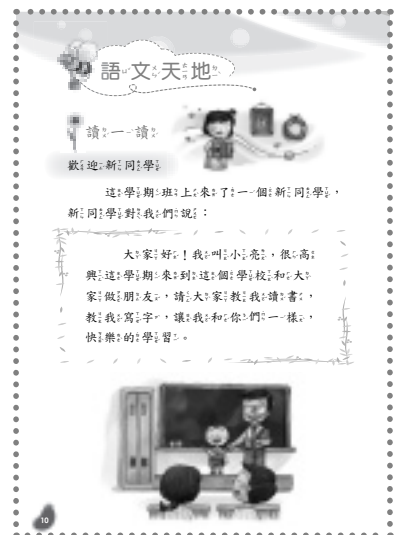 語文天地
讀一讀
歡迎新同學
這學期班上來了一個新同學，
新同學對我們說：
大家好！我叫小亮，很高
興這學期來到這個學校和大
家做朋友，請大家教我讀書，
教我寫字，讓我和你們一樣，
快樂的學習。
10